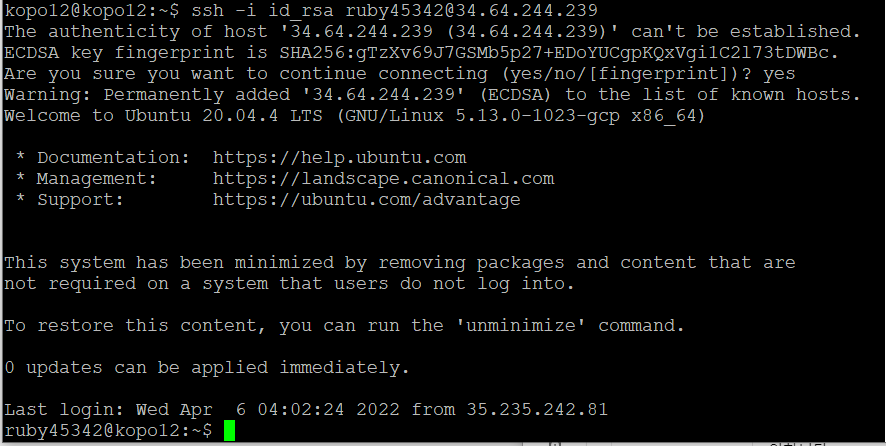 kopo12@kopo12:~$ ssh -i id_rsa ruby45342@34.64.244.239
The authenticity of host '34.64.244.239 (34.64.244.239)' can't be established.
ECDSA key fingerprint is SHA256:gTzXv69J7GSMb5p27+EDoYUCgpKQxVgi1C2l73tDWBc.
Are you sure you want to continue connecting (yes/no/[fingerprint])? yes
Warning: Permanently added '34.64.244.239' (ECDSA) to the list of known hosts.
Welcome to Ubuntu 20.04.4 LTS (GNU/Linux 5.13.0-1023-gcp x86_64)
* Documentation:  https://help.ubuntu.com
* Management:     https://landscape.canonical.com
* Support:        https://ubuntu.com/advantage
This system has been minimized by removing packages and content that are
not required on a system that users do not log into.
To restore this content, you can run the 'unminimize' command.
0 updates can be applied immediately.
Last login: Wed Apr  6 04:02:24 2022 from 35.235.242.81
ruby45342@kopo12:~$